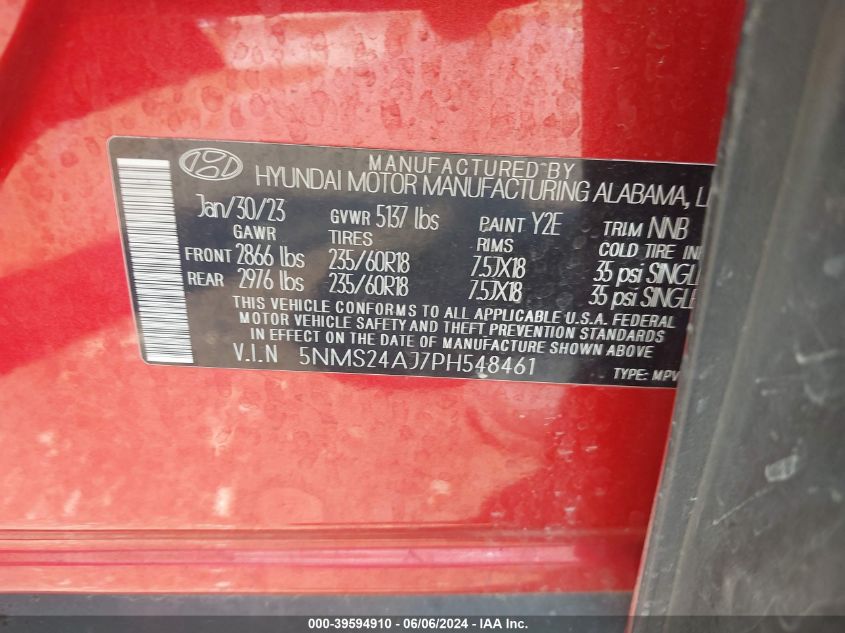 MANUFACTURED BY
HYUNDAI MOTOR MANUFACTURING ALABAMA,
Jan/30/23 GVWR 5137 lbs PAINT Y2E TRIM NNB
GAWR TIRES RIMS COLD TIRE
FRONT 2866 lbs 235/60R18 7.5JX18 35 psi SINGLE
REAR 2976 lbs 235/60R18 7.5JX18 35 psi SINGLE
THIS VEHICLE CONFORMS TO ALL APPLICABLE U.S.A. FEDERAL
MOTOR VEHICLE SAFETY AND THEFT PREVENTION STANDARDS
IN EFFECT ON THE DATE OF MANUFACTURE SHOWN ABOVE
V.I.N 5NMS24AJ7PH548461 TYPE: MPV
000-39594910 - 06/06/2024 - IAA Inc.